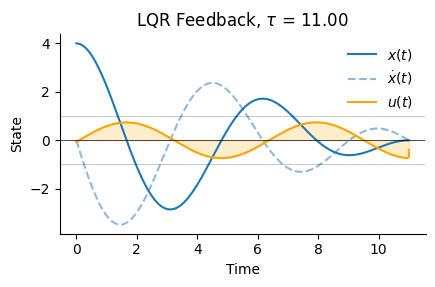 LQR Feedback, τ = 11.00
x(t)
ẋ(t)
u(t)
State
4
2
0
−2
0
2
4
6
8
10
Time